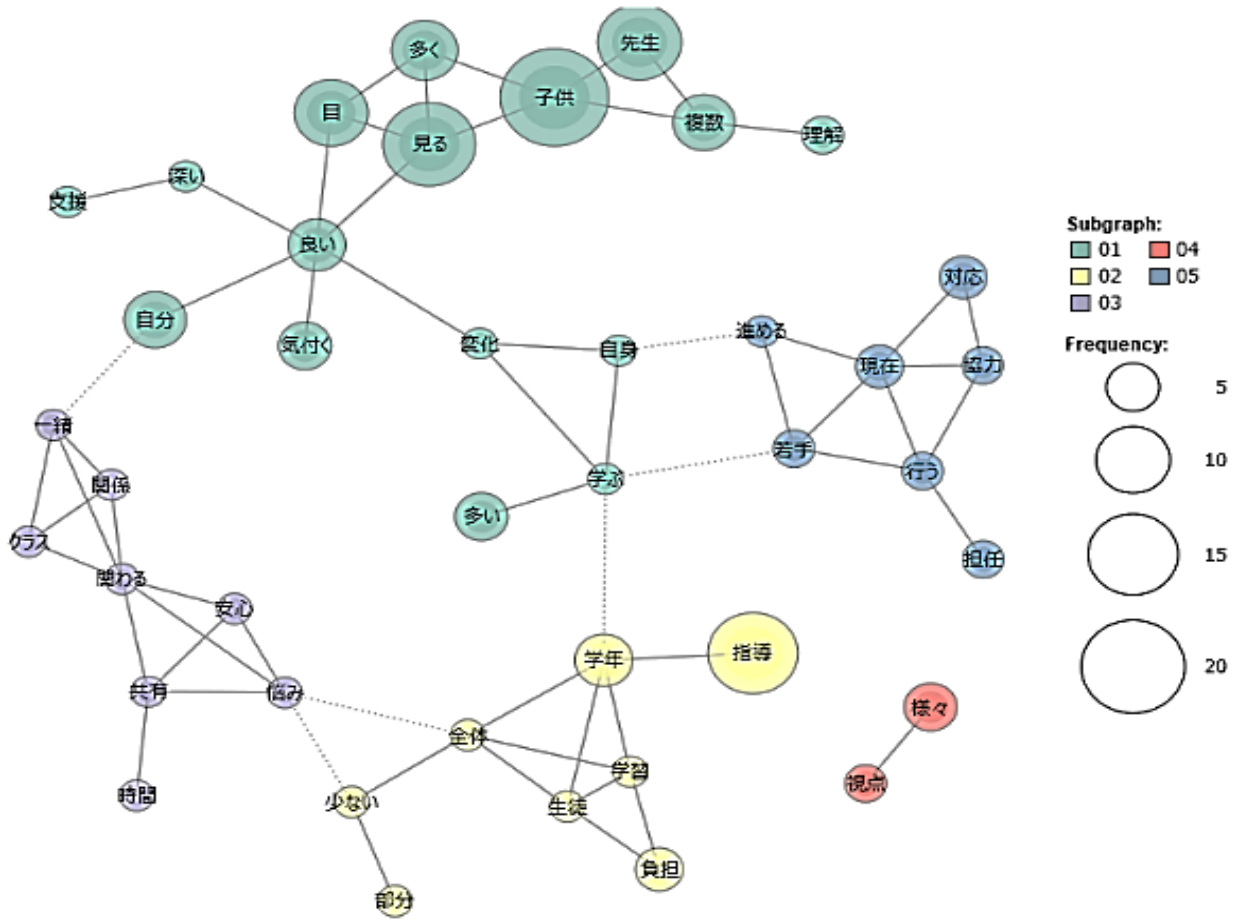 多く
先生
子供
目
見る
複数
理解
深い
支援
良い
自分
気付く
変化
自身
学ぶ
多い
進める
対応
現在
協力
若手
行う
担任
一緒
関係
クラス
関わる
安心
共有
悩み
時間
学年
指導
全体
学習
生徒
少ない
負担
部分
様々
視点
Subgraph:
01 04
02 05
03
Frequency:
5
10
15
20